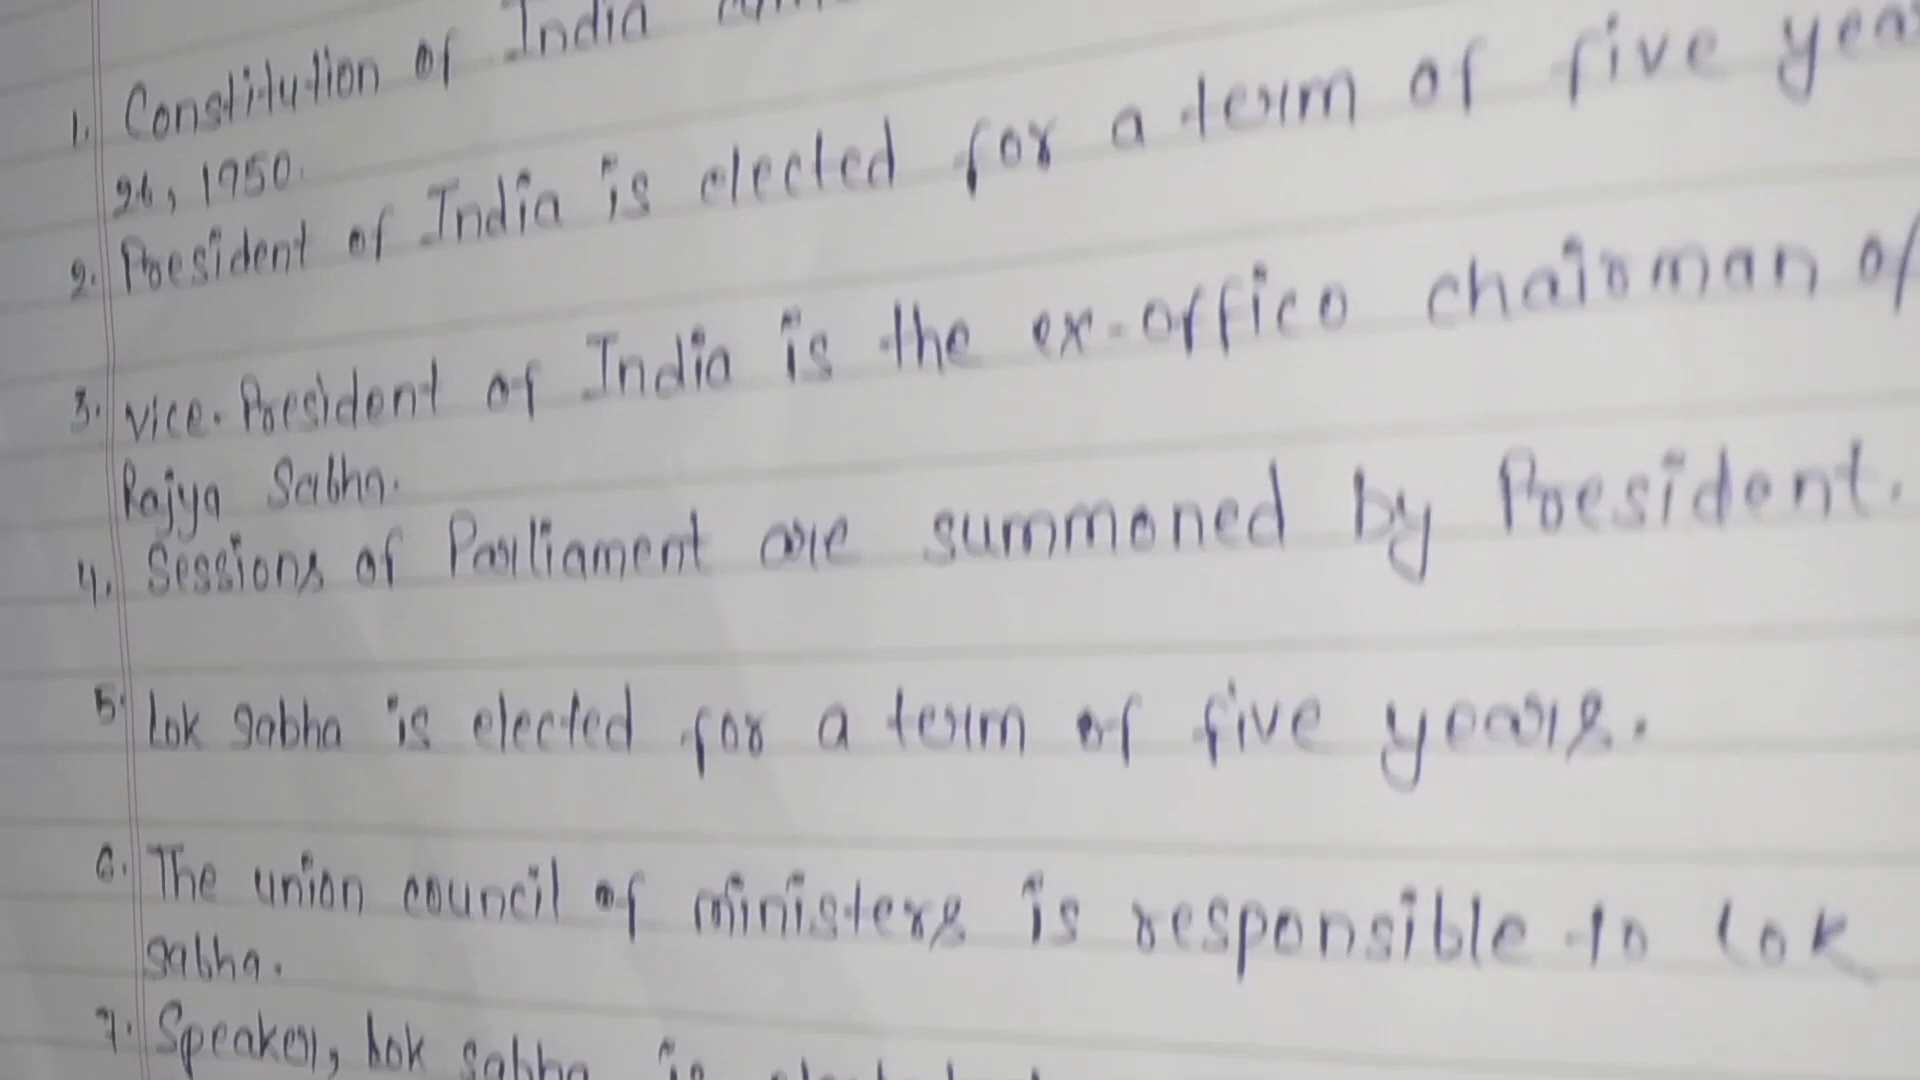 1. Constitution of India
26, 1950.
2. President of India is elected for a term of five
3. Vice-President of India is the ex-offico chairman of
Rajya Sabha.
4. Sessions of Parliament are summoned by President.
5. Lok sabha is elected for a term of five years.
6. The union council of ministers is responsible to lok
sabha.
7. Speaker, Lok sabha is